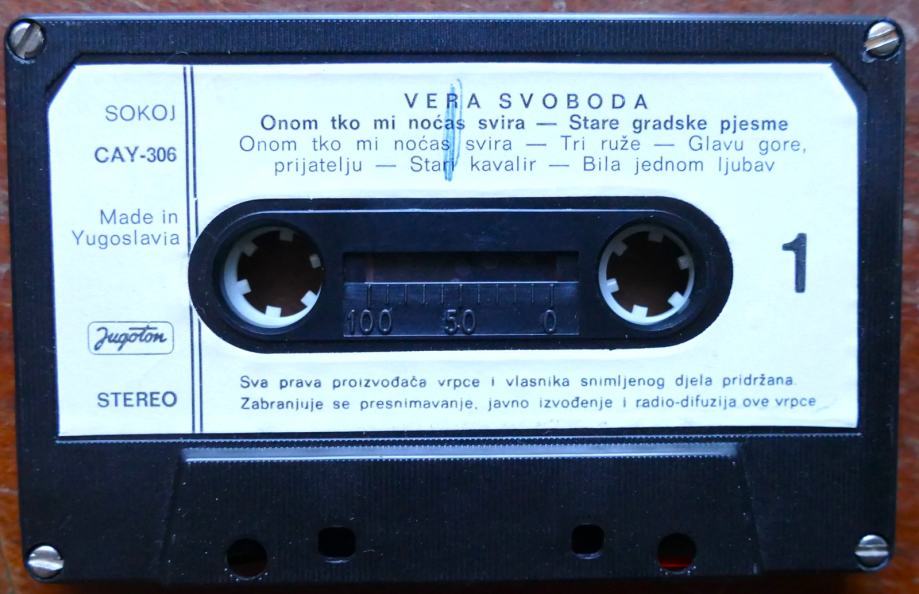 SOKOJ
CAY-306
Made in
Yugoslavia
Jugoton
STEREO
VERA SVOBODA
Onom tko mi noćas svira — Stare gradske pjesme
Onom tko mi noćas svira — Tri ruže — Glavu gore,
prijatelju — Stari kavalir — Bila jednom ljubav
1
100 50 0
Sva prava proizvođača vrpce i vlasnika snimljenog djela pridržana.
Zabranjuje se presnimavanje, javno izvođenje i radio-difuzija ove vrpce